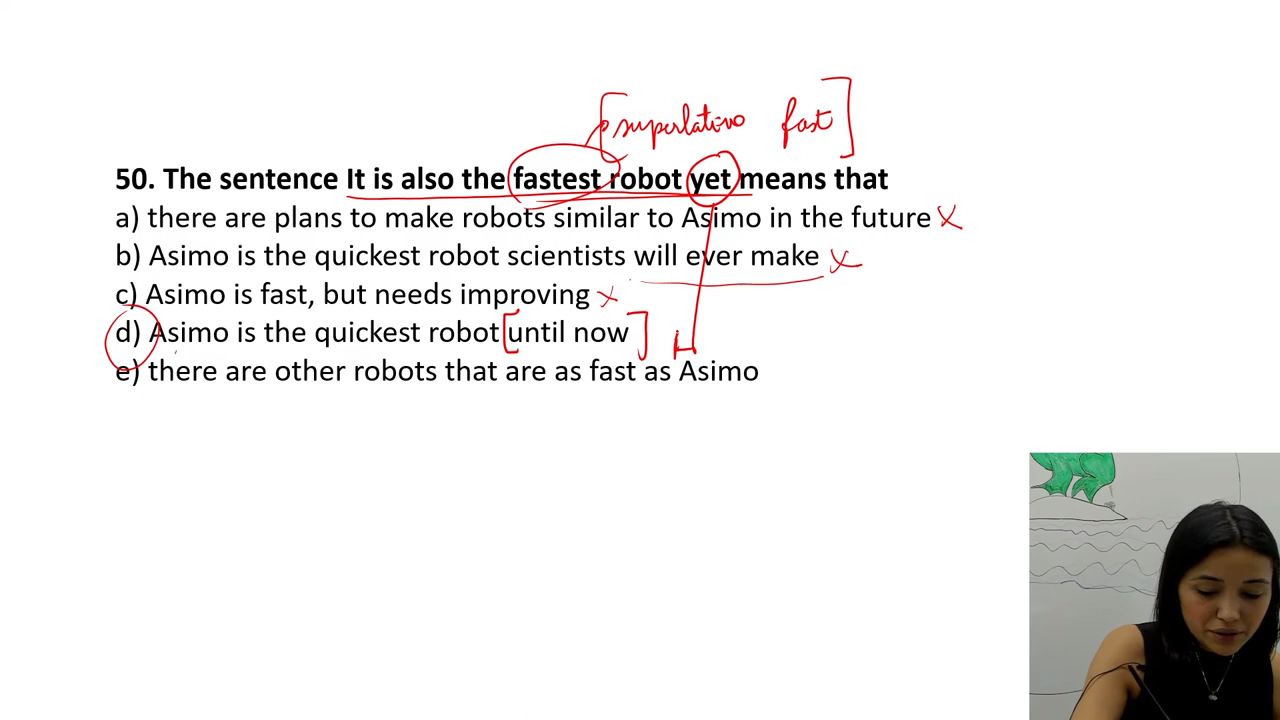 [superlativo fast]
50. The sentence It is also the fastest robot yet means that
a) there are plans to make robots similar to Asimo in the future X
b) Asimo is the quickest robot scientists will ever make X
c) Asimo is fast, but needs improving x
d) Asimo is the quickest robot [until now]
e) there are other robots that are as fast as Asimo